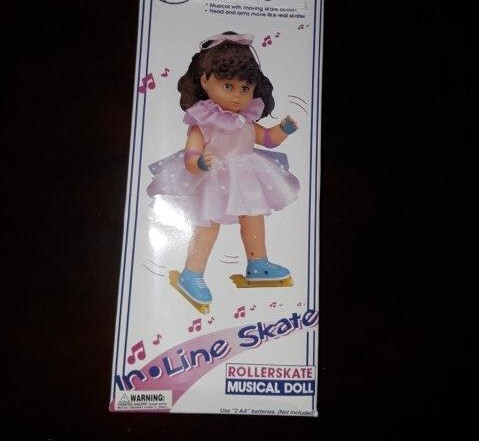 • Musical with moving skate action.
• Head and arms move like real skater
In•Line Skate
ROLLERSKATE
MUSICAL DOLL
WARNING:
Use "2 AA" batteries. (Not included)